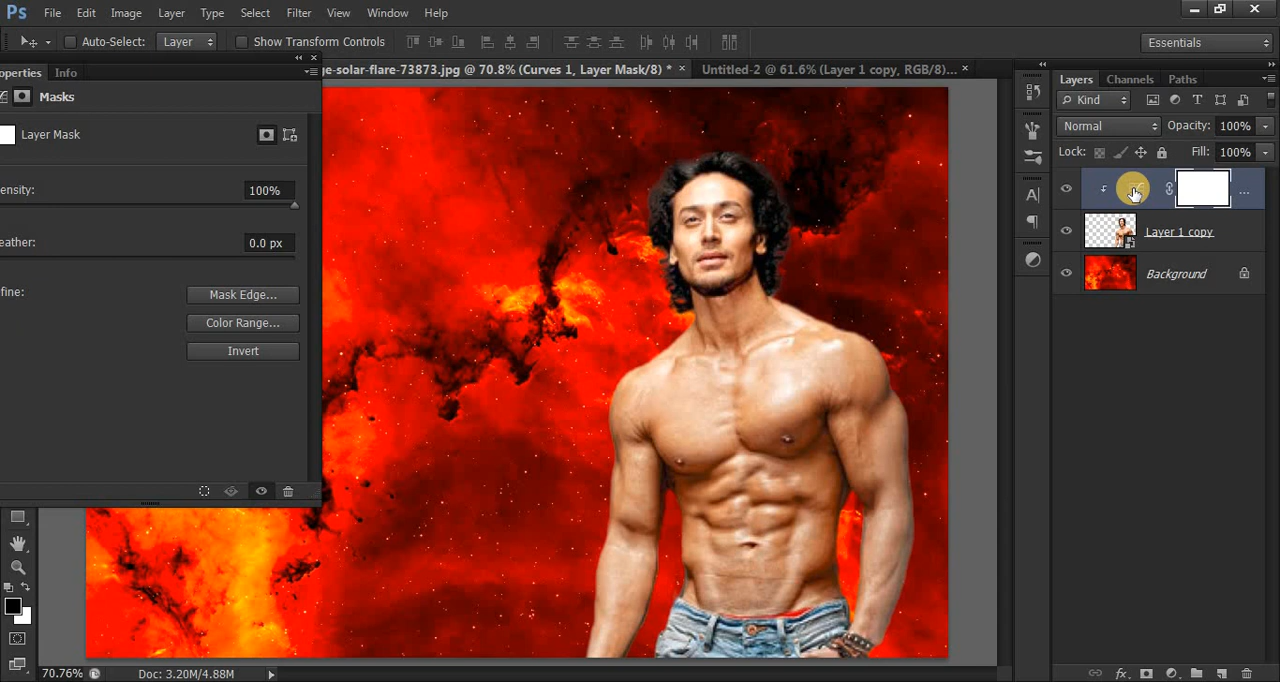 Ps File Edit Image Layer Type Select Filter 3D View Window Help
Auto-Select: Layer Show Transform Controls Essentials
ge-solar-flare-73873.jpg @ 70.8% (Curves 1, Layer Mask/8) * × Untitled-2 @ 61.6% (Layer 1 copy, RGB/8)... ×
operties Info
Masks
Layer Mask
ensity: 100%
eather: 0.0 px
efine: Mask Edge...
Color Range...
Invert
Layers Channels Paths
Kind
Normal Opacity: 100%
Lock: Fill: 100%
...
Layer 1 copy
Background
70.76% Doc: 3.20M/4.88M